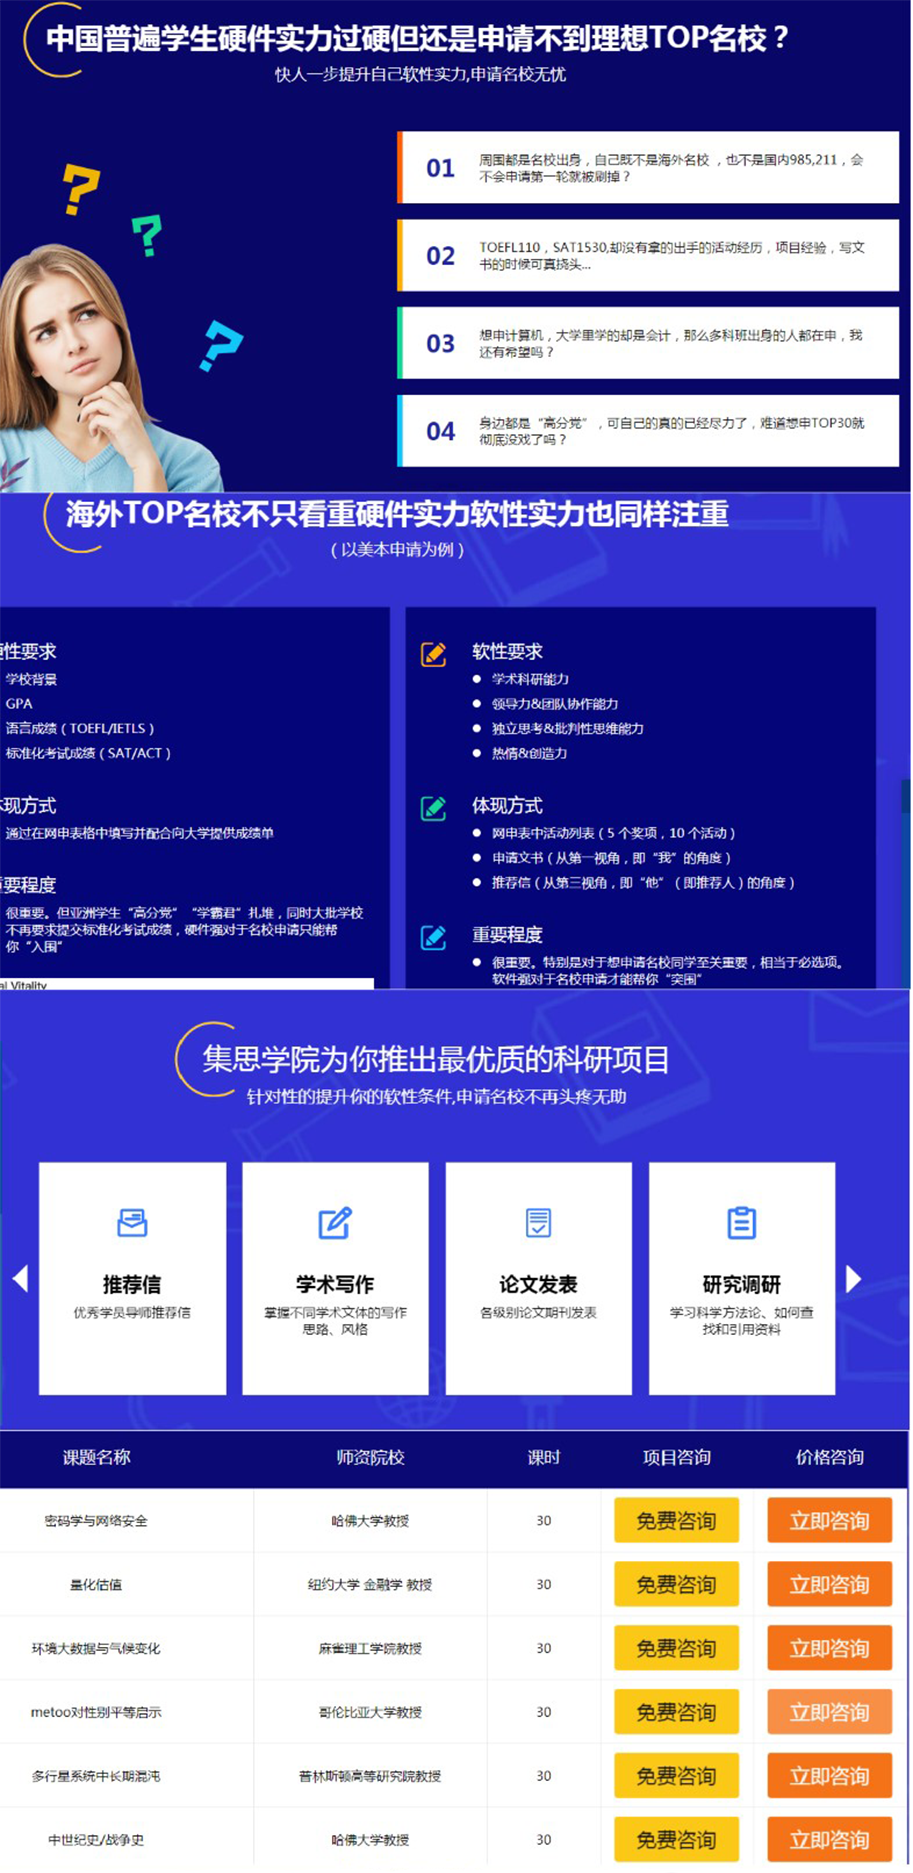 中国普遍学生硬件实力过硬但还是申请不到理想TOP名校？
快人一步提升自己软性实力,申请名校无忧
01
周围都是名校出身，自己既不是海外名校，也不是国内985,211，会
不会申请第一轮就被刷掉？
02
TOEFL110，SAT1530,却没有拿的出手的活动经历，项目经验，写文
书的时候可真挠头...
03
想申计算机，大学里学的却是会计，那么多科班出身的人都在申，我
还有希望吗？
04
身边都是“高分党”，可自己的真的已经尽力了，难道想申TOP30就
彻底没戏了吗？
海外TOP名校不只看重硬件实力软性实力也同样注重
（以美本申请为例）
性要求
学校背景
GPA
语言成绩（TOEFL/IETLS）
标准化考试成绩（SAT/ACT）
现方式
通过在网申表格中填写并配合向大学提供成绩单
要程度
很重要。但亚洲学生“高分党”“学霸君”扎堆，同时大批学校
不再要求提交标准化考试成绩，硬件强对于名校申请只能帮
你“入围”
al Vitality
软性要求
学术科研能力
领导力&团队协作能力
独立思考&批判性思维能力
热情&创造力
体现方式
网申表中活动列表（5 个奖项，10 个活动）
申请文书（从第一视角，即“我”的角度）
推荐信（从第三视角，即“他”（即推荐人）的角度）
重要程度
很重要。特别是对于想申请名校同学至关重要，相当于必选项。
软件强对于名校申请才能帮你“突围”
集思学院为你推出最优质的科研项目
针对性的提升你的软性条件,申请名校不再头疼无助
推荐信
优秀学员导师推荐信
学术写作
掌握不同学术文体的写作
思路、风格
论文发表
各级别论文期刊发表
研究调研
学习科学方法论、如何查
找和引用资料
课题名称 师资院校 课时 项目咨询 价格咨询
密码学与网络安全 哈佛大学教授 30 免费咨询 立即咨询
量化估值 纽约大学 金融学 教授 30 免费咨询 立即咨询
环境大数据与气候变化 麻省理工学院教授 30 免费咨询 立即咨询
metoo对性别平等启示 哥伦比亚大学教授 30 免费咨询 立即咨询
多行星系统中长期混沌 普林斯顿高等研究院教授 30 免费咨询 立即咨询
中世纪史/战争史 哈佛大学教授 30 免费咨询 立即咨询